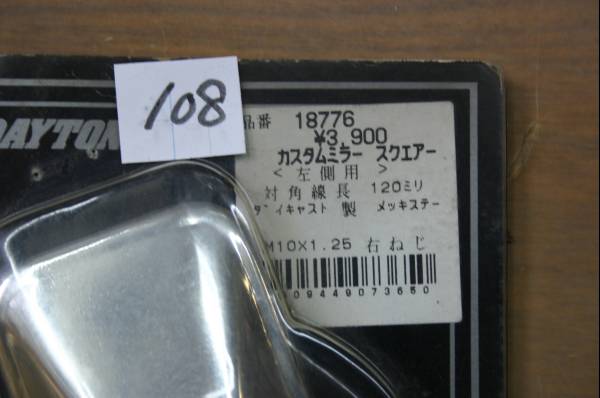 108
DAYTON
品番 18776
¥3,900
カスタムミラー スクエアー
< 左側用 >
対角線長 120ミリ
ダイキャスト 製 メッキステー
M10×1.25 右ねじ
09449073650